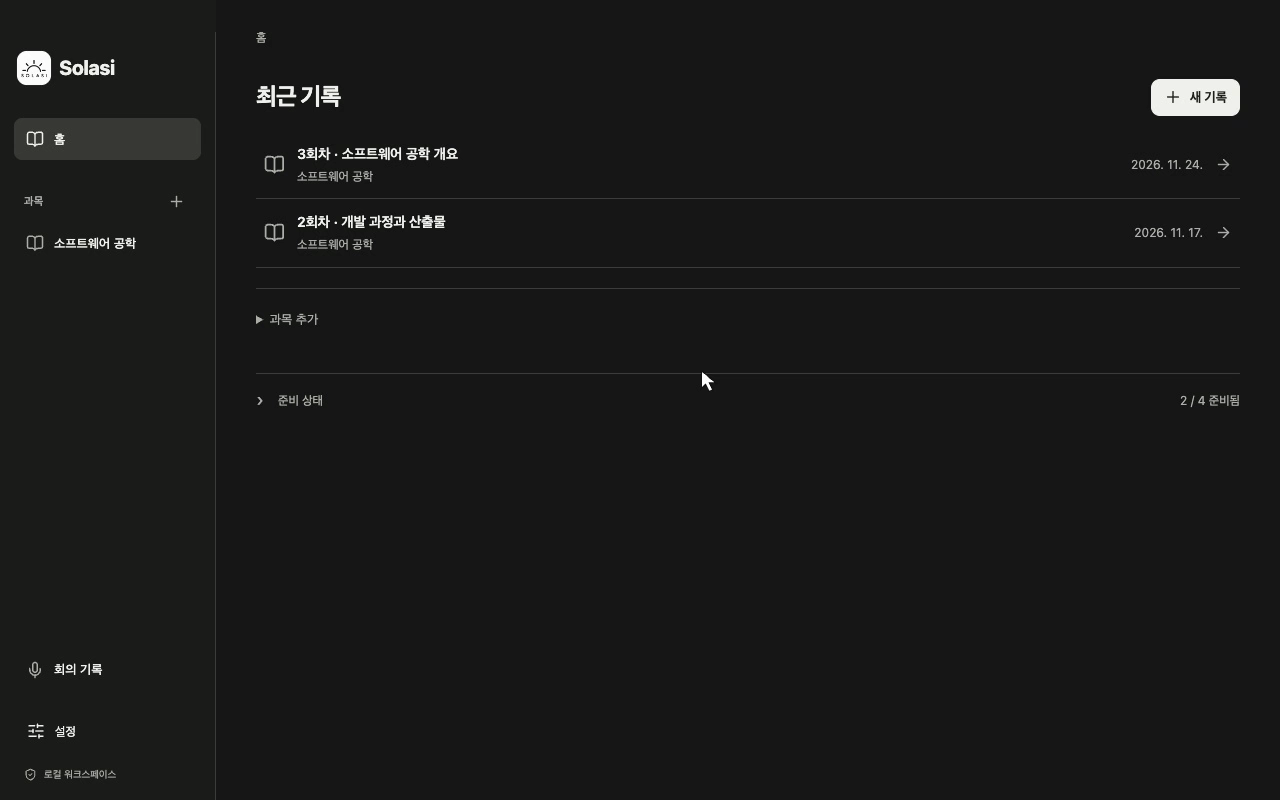 SOLASI
Solasi
홈
과목
소프트웨어 공학
회의 기록
설정
로컬 워크스페이스
홈
최근 기록
새 기록
3회차 · 소프트웨어 공학 개요
소프트웨어 공학
2026. 11. 24.
2회차 · 개발 과정과 산출물
소프트웨어 공학
2026. 11. 17.
과목 추가
준비 상태
2 / 4 준비됨